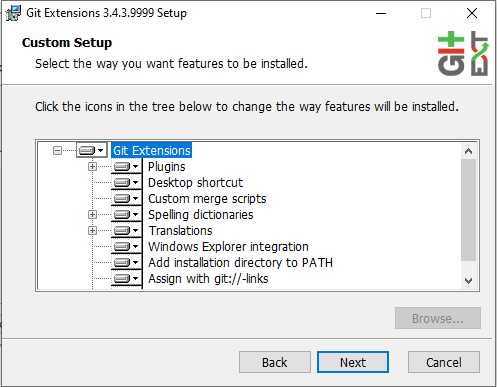 Git Extensions 3.4.3.9999 Setup
Custom Setup
Select the way you want features to be installed.
Git
EXT
Click the icons in the tree below to change the way features will be installed.
Git Extensions
Plugins
Desktop shortcut
Custom merge scripts
Spelling dictionaries
Translations
Windows Explorer integration
Add installation directory to PATH
Assign with git://-links
Browse...
Back Next Cancel